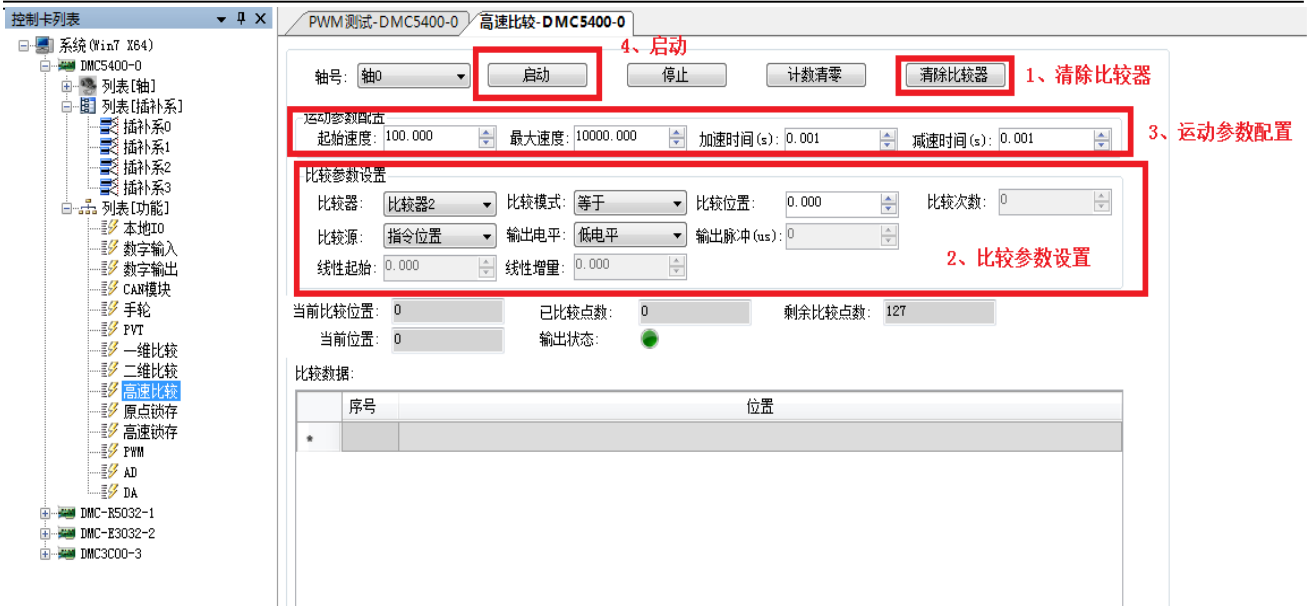 控制卡列表
系统(Win7 X64)
DMC5400-0
列表[轴]
列表[插补系]
插补系0
插补系1
插补系2
插补系3
列表[功能]
本地IO
数字输入
数字输出
CAN模块
手轮
PVT
一维比较
二维比较
高速比较
原点锁存
高速锁存
PWM
AD
DA
DMC-R5032-1
DMC-E3032-2
DMC3C00-3
PWM测试-DMC5400-0 高速比较-DMC5400-0
4、启动
轴号: 轴0 启动 停止 计数清零 清除比较器 1、清除比较器
运动参数配置
起始速度: 100.000 最大速度: 10000.000 加速时间(s): 0.001 减速时间(s): 0.001 3、运动参数配置
比较参数设置
比较器: 比较器2 比较模式: 等于 比较位置: 0.000 比较次数: 0
比较源: 指令位置 输出电平: 低电平 输出脉冲(us): 0
线性起始: 0.000 线性增量: 0.000 2、比较参数设置
当前比较位置: 0 已比较点数: 0 剩余比较点数: 127
当前位置: 0 输出状态:
比较数据:
序号 位置
*